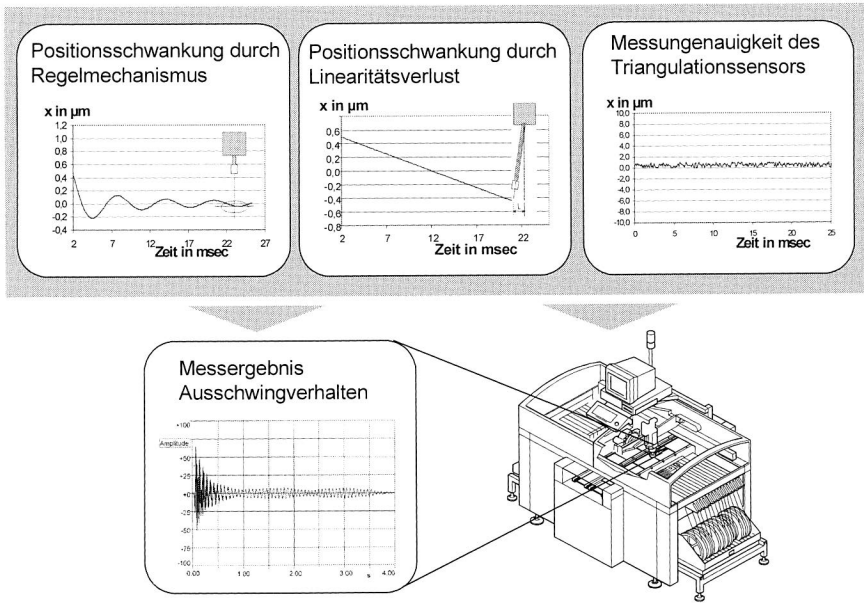 Positionsschwankung durch
Regelmechanismus
x in µm
1,2
1,0
0,8
0,6
0,4
0,2
0,0
-0,2
-0,4
2 7 12 17 22 27
Zeit in msec
Positionsschwankung durch
Linearitätsverlust
x in µm
0,8
0,6
0,4
0,2
0
-0,2
-0,4
-0,6
-0,8
2 7 12 17 22
L
Zeit in msec
Messungenauigkeit des
Triangulationssensors
x in µm
10,0
8,0
6,0
4,0
2,0
0,0
-2,0
-4,0
-6,0
-8,0
-10,0
0 5 10 15 20 25
Zeit in msec
Messergebnis
Ausschwingverhalten
+100
Amplitude
+50
+25
+0
-25
-50
-75
-100
0.00 1.00 2.00 3.00 s 4.00